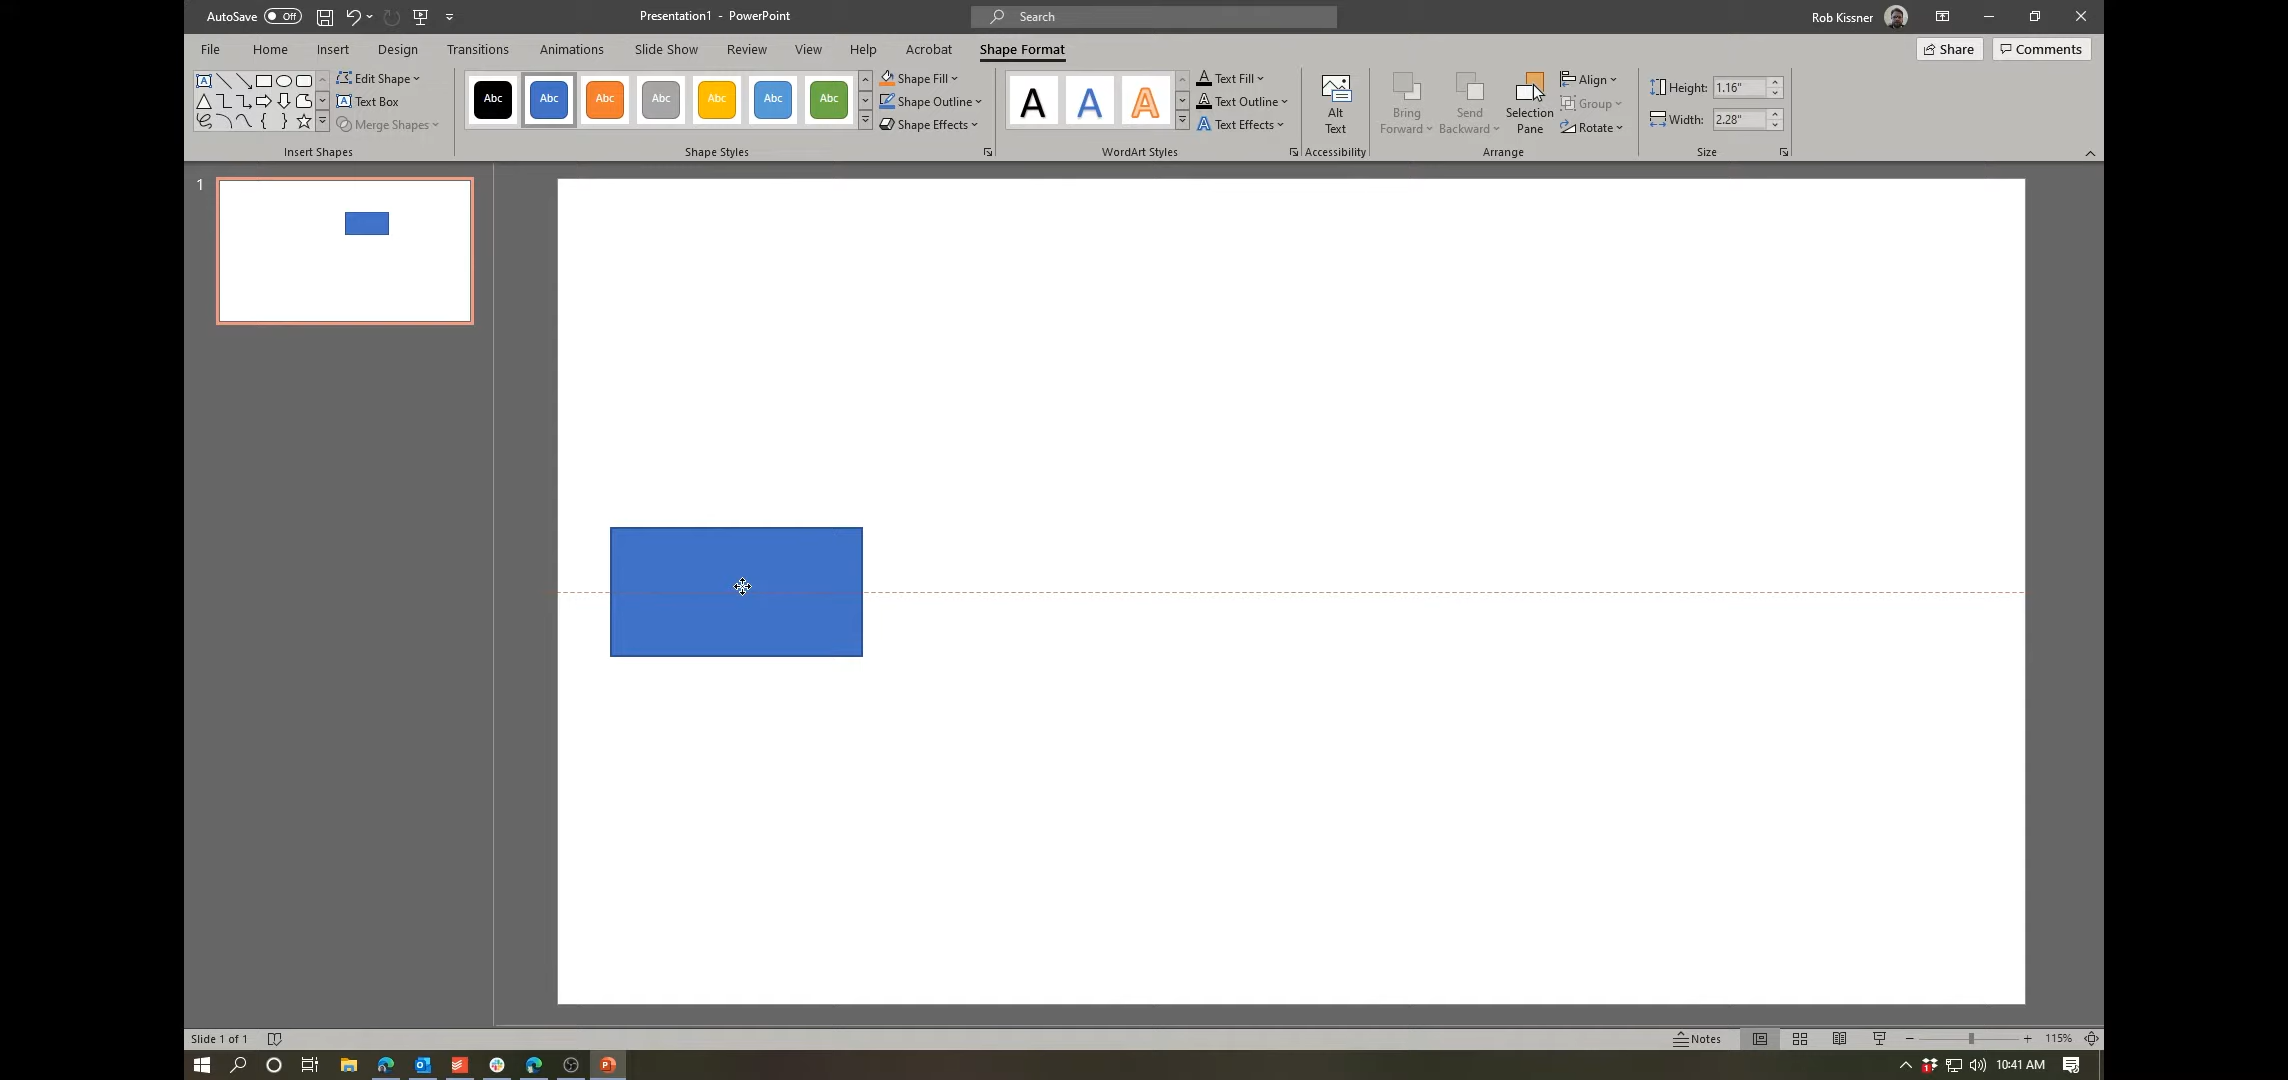 AutoSave Off Presentation1 - PowerPoint Search Rob Kissner
File Home Insert Design Transitions Animations Slide Show Review View Help Acrobat Shape Format Share Comments
Edit Shape
A Text Box
Merge Shapes
Insert Shapes
Abc Abc Abc Abc Abc Abc Abc
Shape Fill
Shape Outline
Shape Effects
Shape Styles
A A A
Text Fill
Text Outline
Text Effects
WordArt Styles
Alt
Text
Accessibility
Bring
Forward
Send
Backward
Selection
Pane
Align
Group
Rotate
Arrange
Height: 1.16"
Width: 2.28"
Size
1
Slide 1 of 1 Notes 115%
10:41 AM